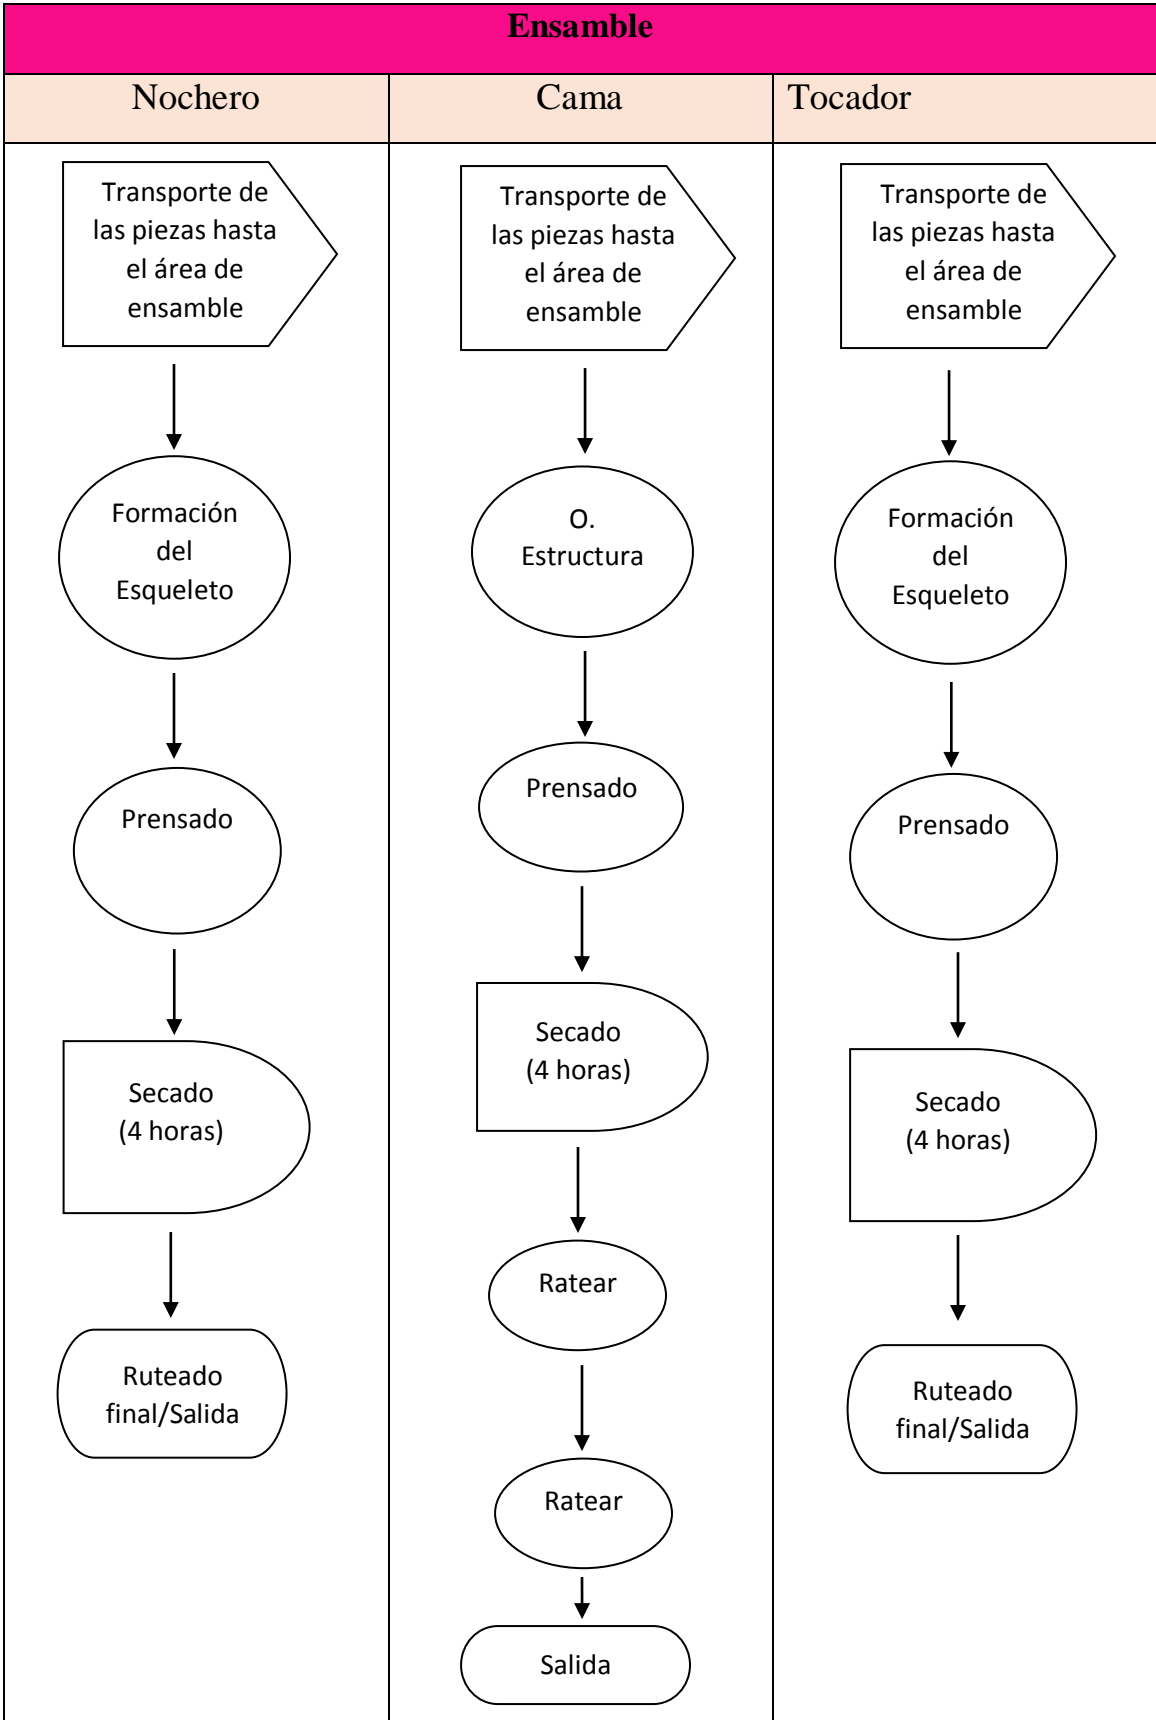 Ensamble
Nochero
Cama
Tocador
Transporte de
las piezas hasta
el área de
ensamble
Formación
del
Esqueleto
Prensado
Secado
(4 horas)
Ruteado
final/Salida
Transporte de
las piezas hasta
el área de
ensamble
O.
Estructura
Prensado
Secado
(4 horas)
Ratear
Ratear
Salida
Transporte de
las piezas hasta
el área de
ensamble
Formación
del
Esqueleto
Prensado
Secado
(4 horas)
Ruteado
final/Salida